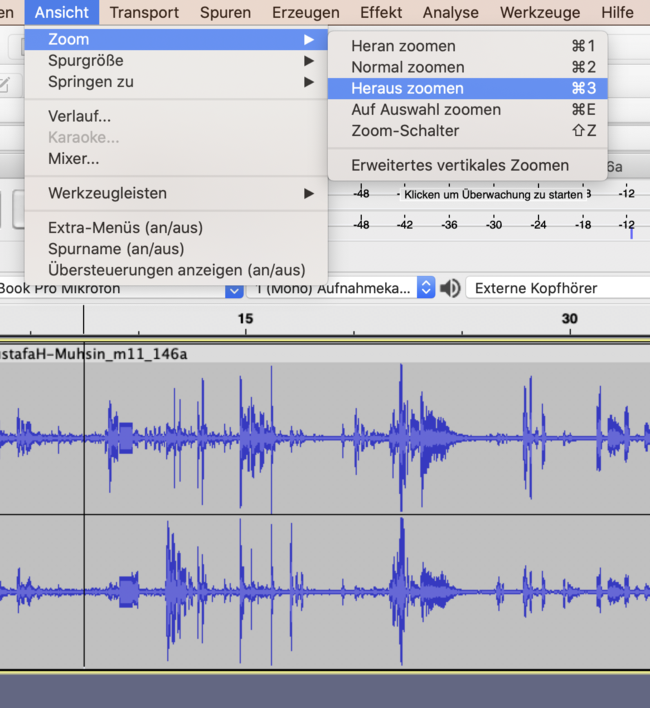 en Ansicht Transport Spuren Erzeugen Effekt Analyse Werkzeuge Hilfe
Zoom
Spurgröße
Springen zu
Verlauf...
Karaoke...
Mixer...
Werkzeugleisten
Extra-Menüs (an/aus)
Spurname (an/aus)
Übersteuerungen anzeigen (an/aus)
Heran zoomen ⌘1
Normal zoomen ⌘2
Heraus zoomen ⌘3
Auf Auswahl zoomen ⌘E
Zoom-Schalter ⇧Z
Erweitertes vertikales Zoomen
6a
-48 Klicken um Überwachung zu starten -12
-48 -42 -36 -30 -24 -18 -12
Book Pro Mikrofon 1 (Mono) Aufnahmeka... Externe Kopfhörer
15 30
stafaH-Muhsin_m11_146a